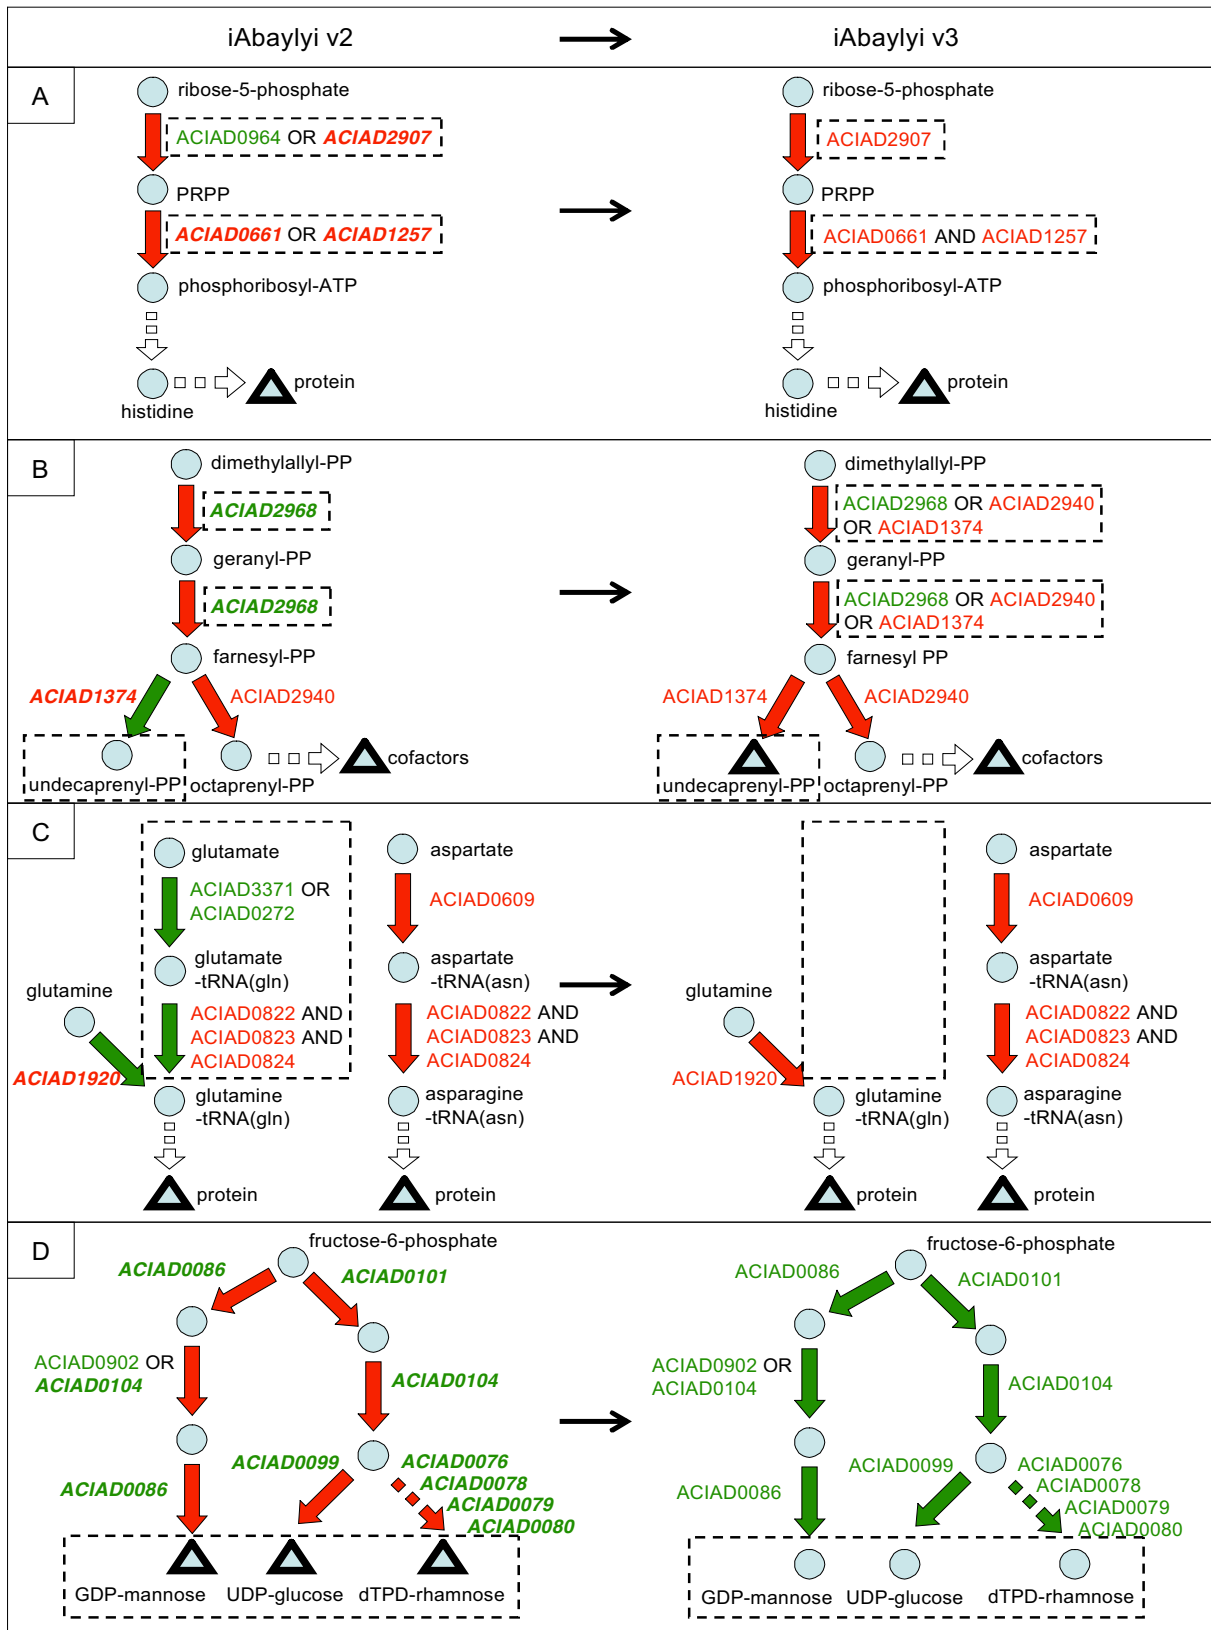 iAbaylyi v2
iAbaylyi v3
A
ribose-5-phosphate
ACIAD0964 OR ACIAD2907
PRPP
ACIAD0661 OR ACIAD1257
phosphoribosyl-ATP
histidine
protein
ribose-5-phosphate
ACIAD2907
PRPP
ACIAD0661 AND ACIAD1257
phosphoribosyl-ATP
histidine
protein
B
dimethylallyl-PP
ACIAD2968
geranyl-PP
ACIAD2968
farnesyl-PP
ACIAD1374
ACIAD2940
undecaprenyl-PP
octaprenyl-PP
cofactors
dimethylallyl-PP
ACIAD2968 OR ACIAD2940
OR ACIAD1374
geranyl-PP
ACIAD2968 OR ACIAD2940
OR ACIAD1374
farnesyl PP
ACIAD1374
ACIAD2940
undecaprenyl-PP
octaprenyl-PP
cofactors
C
glutamate
ACIAD3371 OR
ACIAD0272
glutamate
-tRNA(gln)
glutamine
ACIAD0822 AND
ACIAD0823 AND
ACIAD0824
ACIAD1920
glutamine
-tRNA(gln)
protein
aspartate
ACIAD0609
aspartate
-tRNA(asn)
ACIAD0822 AND
ACIAD0823 AND
ACIAD0824
asparagine
-tRNA(asn)
protein
glutamine
ACIAD1920
glutamine
-tRNA(gln)
protein
aspartate
ACIAD0609
aspartate
-tRNA(asn)
ACIAD0822 AND
ACIAD0823 AND
ACIAD0824
asparagine
-tRNA(asn)
protein
D
fructose-6-phosphate
ACIAD0086
ACIAD0101
ACIAD0902 OR
ACIAD0104
ACIAD0104
ACIAD0086
ACIAD0099
ACIAD0076
ACIAD0078
ACIAD0079
ACIAD0080
GDP-mannose
UDP-glucose
dTPD-rhamnose
fructose-6-phosphate
ACIAD0086
ACIAD0101
ACIAD0902 OR
ACIAD0104
ACIAD0104
ACIAD0086
ACIAD0099
ACIAD0076
ACIAD0078
ACIAD0079
ACIAD0080
GDP-mannose
UDP-glucose
dTPD-rhamnose